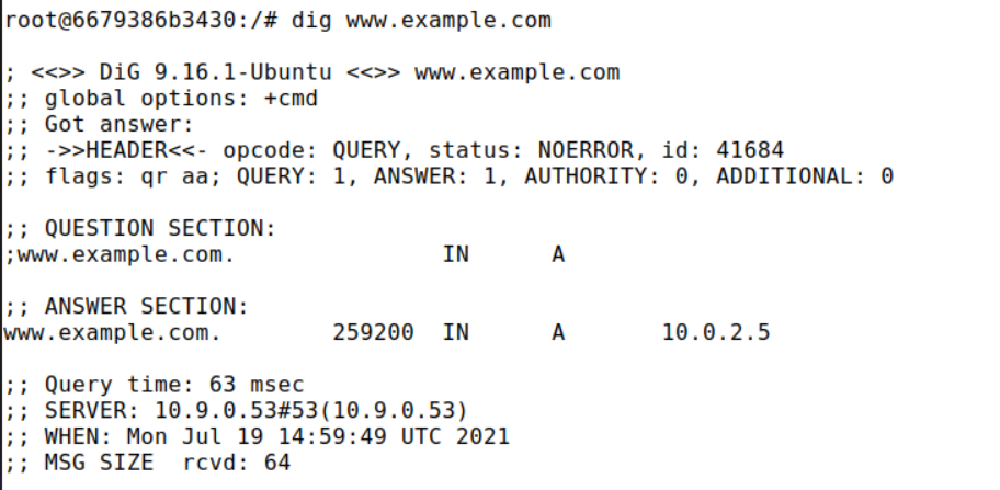 root@6679386b3430:/# dig www.example.com
; <<>> DiG 9.16.1-Ubuntu <<>> www.example.com
;; global options: +cmd
;; Got answer:
;; ->>HEADER<<- opcode: QUERY, status: NOERROR, id: 41684
;; flags: qr aa; QUERY: 1, ANSWER: 1, AUTHORITY: 0, ADDITIONAL: 0
;; QUESTION SECTION:
;www.example.com. IN A
;; ANSWER SECTION:
www.example.com. 259200 IN A 10.0.2.5
;; Query time: 63 msec
;; SERVER: 10.9.0.53#53(10.9.0.53)
;; WHEN: Mon Jul 19 14:59:49 UTC 2021
;; MSG SIZE rcvd: 64